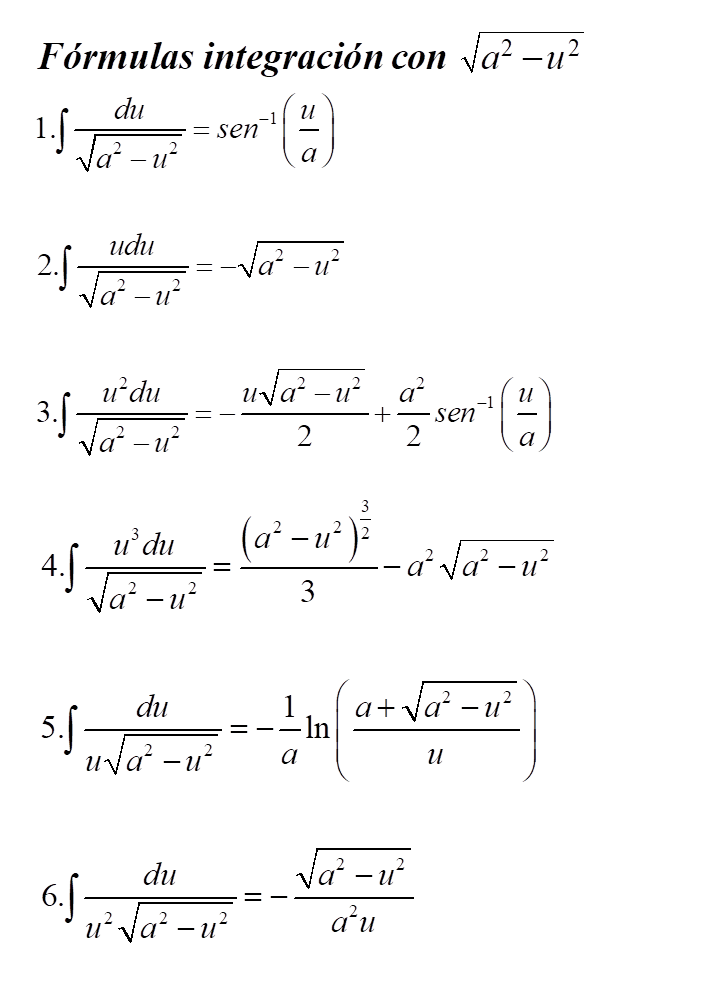 Fórmulas integración con √(a² − u²)
1. ∫ du / √(a² − u²) = sen⁻¹(u/a)
2. ∫ udu / √(a² − u²) = −√(a² − u²)
3. ∫ u²du / √(a² − u²) = − u√(a² − u²) / 2 + a²/2 sen⁻¹(u/a)
4. ∫ u³du / √(a² − u²) = (a² − u²)^(3/2) / 3 − a²√(a² − u²)
5. ∫ du / u√(a² − u²) = − 1/a ln((a + √(a² − u²)) / u)
6. ∫ du / u²√(a² − u²) = − √(a² − u²) / a²u